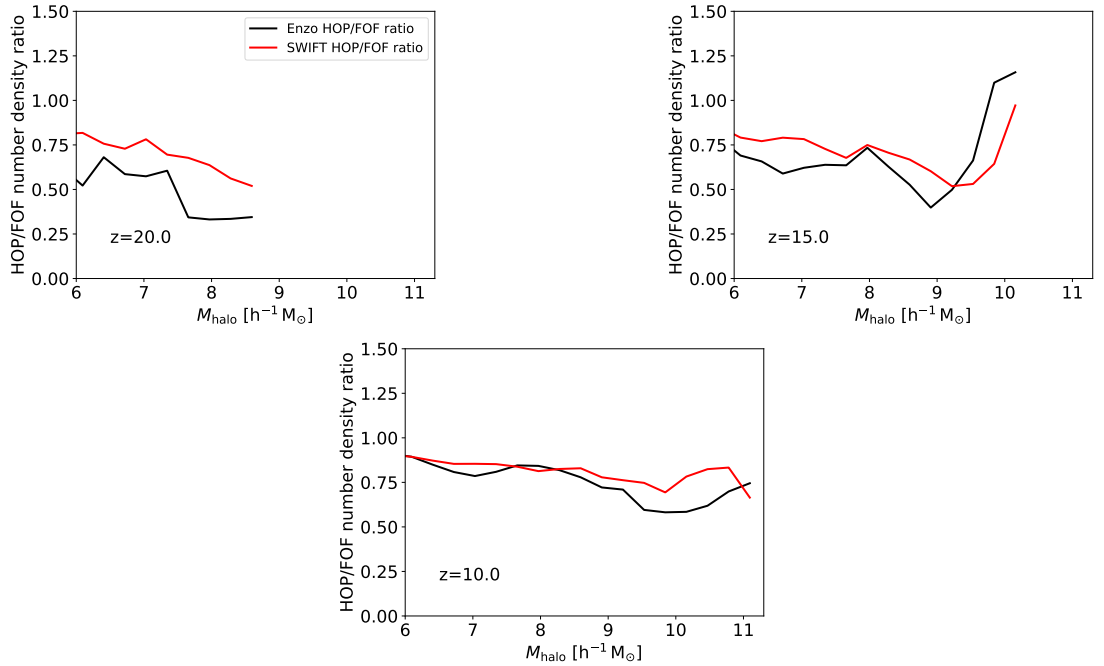 1.50
1.25
1.00
0.75
0.50
0.25
0.00
HOP/FOF number density ratio
Enzo HOP/FOF ratio
SWIFT HOP/FOF ratio
z=20.0
6 7 8 9 10 11
M_halo [h⁻¹ M_⊙]
1.50
1.25
1.00
0.75
0.50
0.25
0.00
HOP/FOF number density ratio
z=15.0
6 7 8 9 10 11
M_halo [h⁻¹ M_⊙]
1.50
1.25
1.00
0.75
0.50
0.25
0.00
HOP/FOF number density ratio
z=10.0
6 7 8 9 10 11
M_halo [h⁻¹ M_⊙]